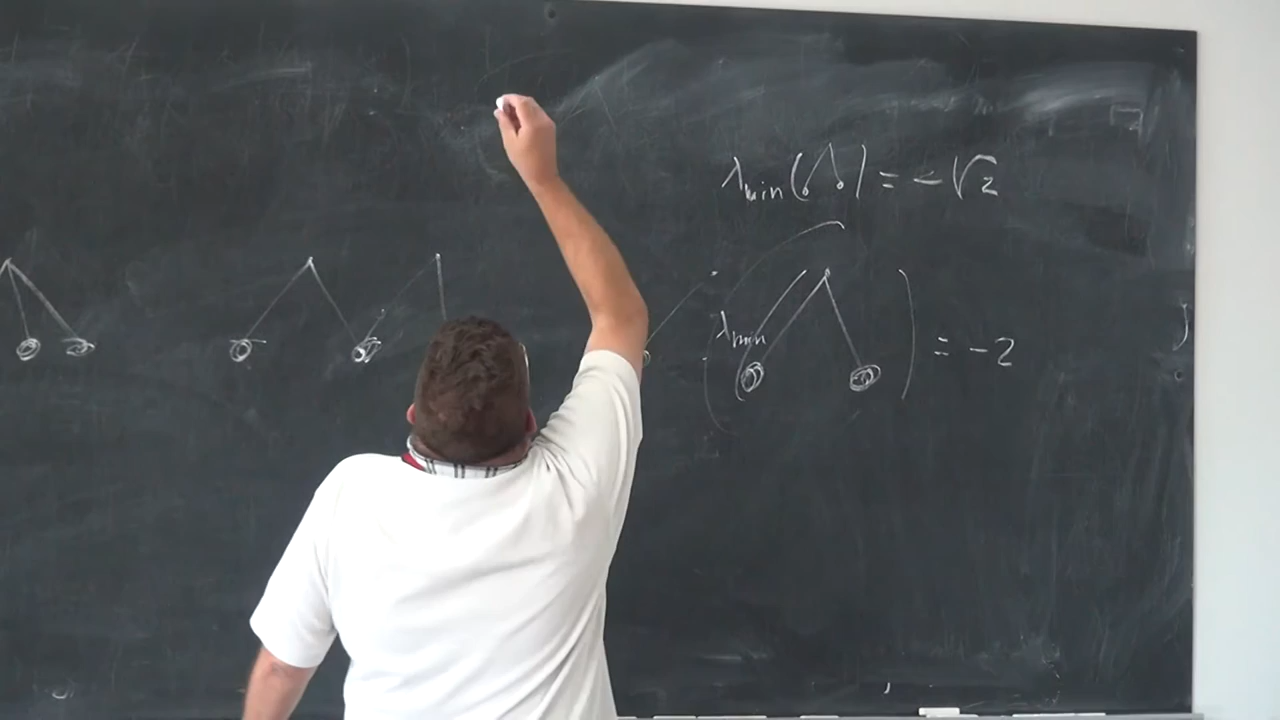 λmin( ) = -√2
λmin( ) = -2